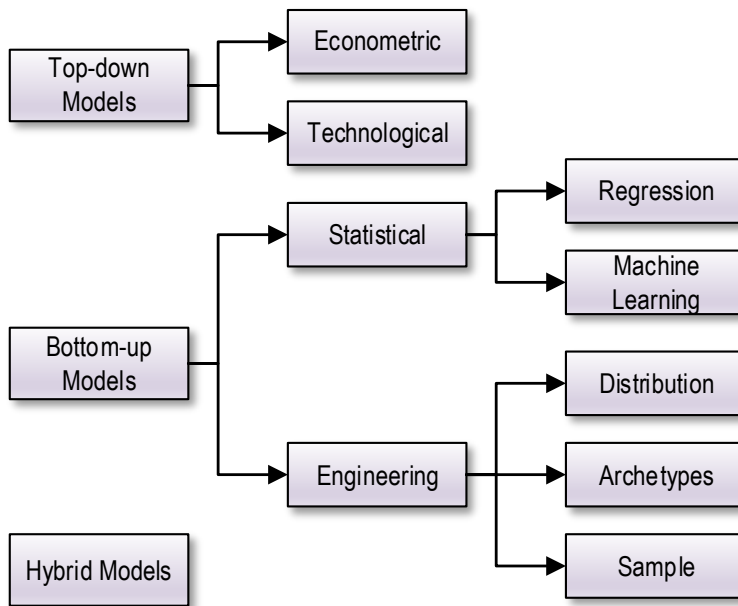 Top-down
Models
Econometric
Technological
Bottom-up
Models
Statistical
Regression
Machine
Learning
Engineering
Distribution
Archetypes
Sample
Hybrid Models